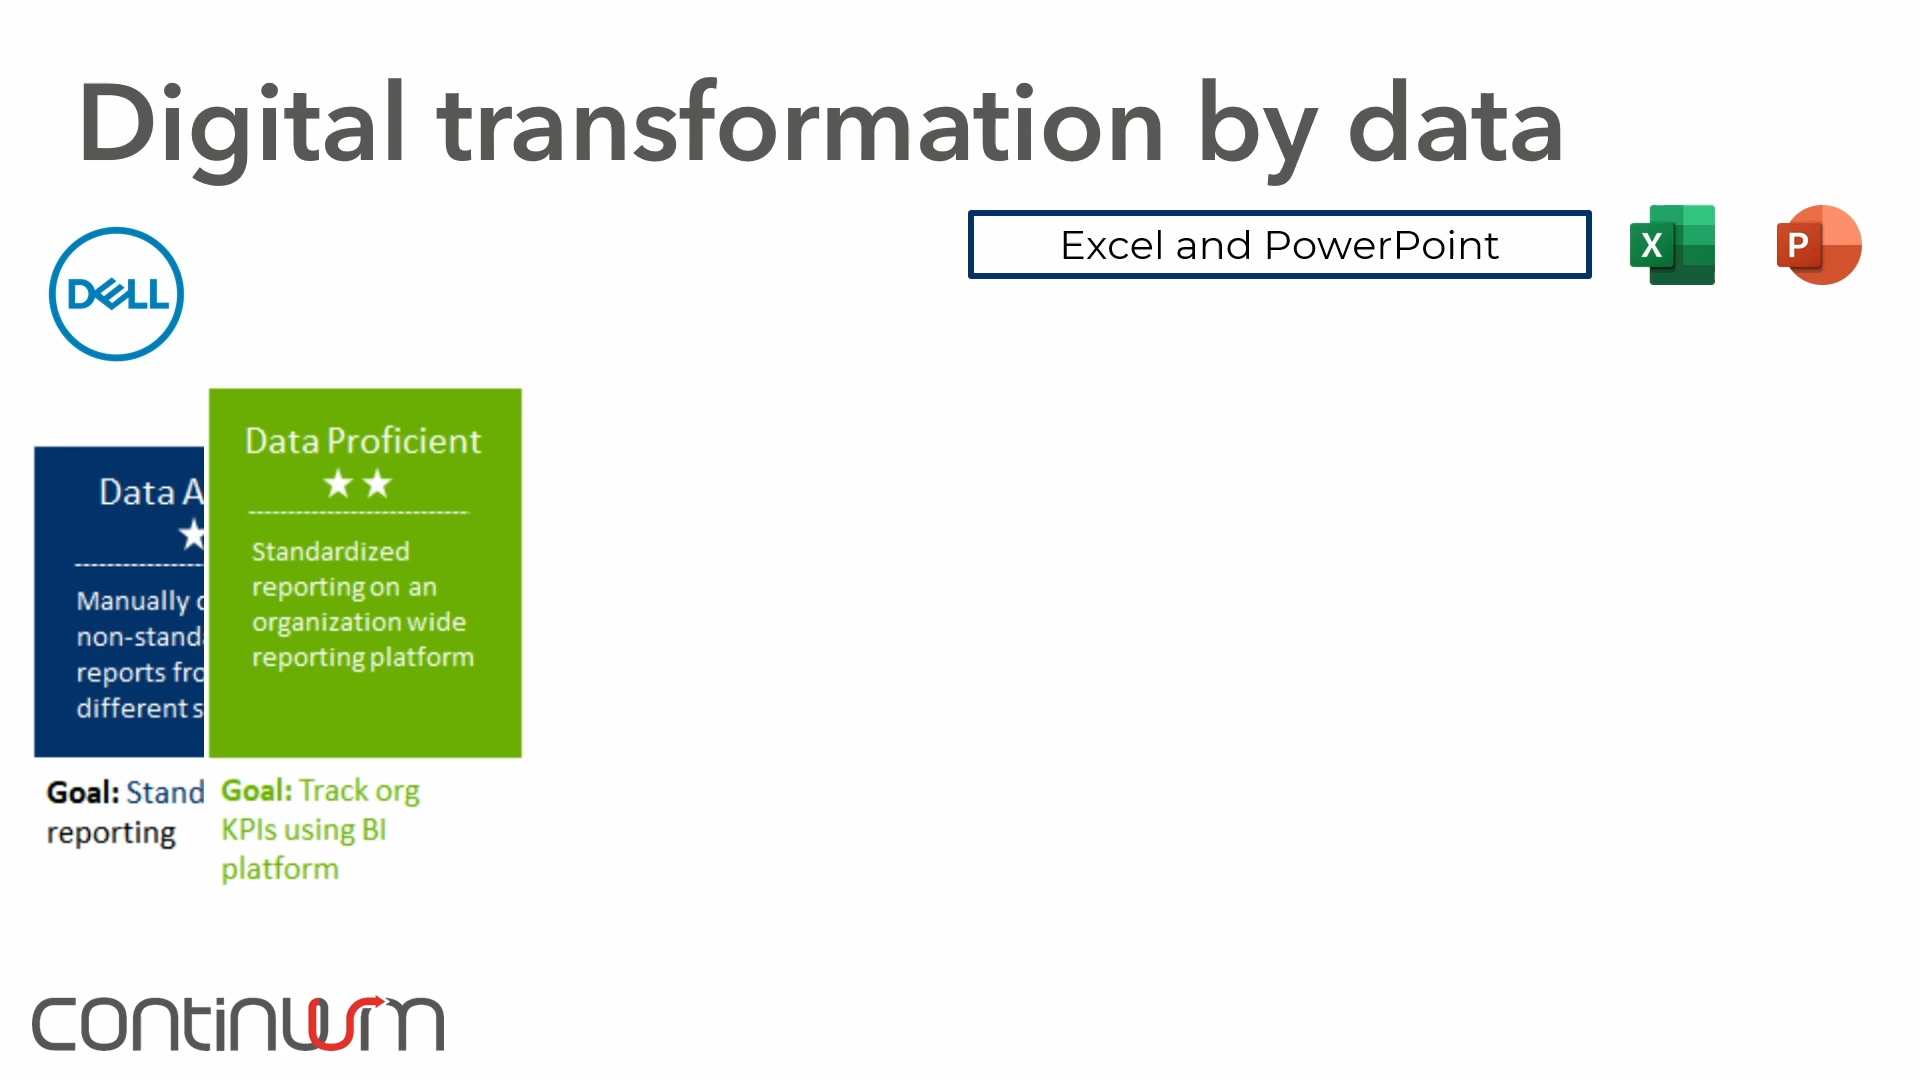 Digital transformation by data
DELL
Excel and PowerPoint
X
P
Data A
Manually
non-stand
reports fro
different s
Goal: Stand
reporting
Data Proficient
Standardized
reporting on an
organization wide
reporting platform
Goal: Track org
KPIs using BI
platform
continuum